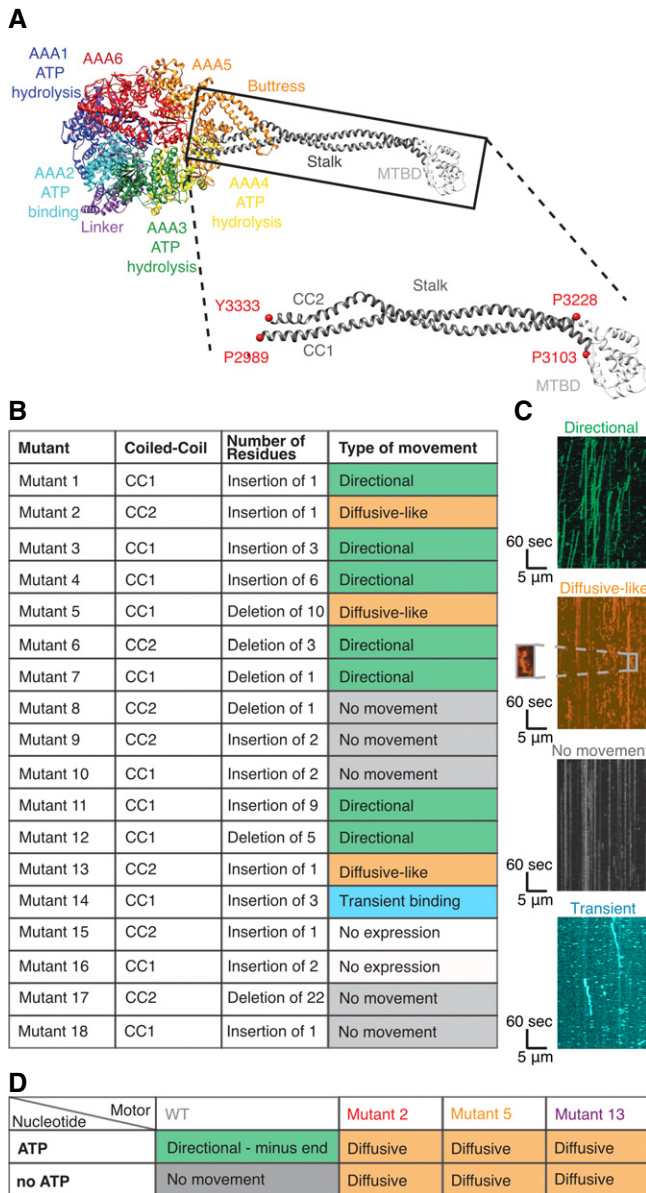 A
AAA1
ATP
hydrolysis
AAA6
AAA5
Buttress
AAA2
ATP
binding
Linker
AAA3
ATP
hydrolysis
AAA4
ATP
hydrolysis
Stalk
MTBD
Y3333
CC2
Stalk
P3228
P2989
CC1
P3103
MTBD
B
Mutant Coiled-Coil Number of Residues Type of movement
Mutant 1 CC1 Insertion of 1 Directional
Mutant 2 CC2 Insertion of 1 Diffusive-like
Mutant 3 CC1 Insertion of 3 Directional
Mutant 4 CC1 Insertion of 6 Directional
Mutant 5 CC1 Deletion of 10 Diffusive-like
Mutant 6 CC2 Deletion of 3 Directional
Mutant 7 CC1 Deletion of 1 Directional
Mutant 8 CC2 Deletion of 1 No movement
Mutant 9 CC2 Insertion of 2 No movement
Mutant 10 CC1 Insertion of 2 No movement
Mutant 11 CC1 Insertion of 9 Directional
Mutant 12 CC1 Deletion of 5 Directional
Mutant 13 CC2 Insertion of 1 Diffusive-like
Mutant 14 CC1 Insertion of 3 Transient binding
Mutant 15 CC2 Insertion of 1 No expression
Mutant 16 CC1 Insertion of 2 No expression
Mutant 17 CC2 Deletion of 22 No movement
Mutant 18 CC1 Insertion of 1 No movement
C
Directional
60 sec
5 µm
Diffusive-like
60 sec
5 µm
No movement
60 sec
5 µm
Transient
60 sec
5 µm
D
Motor
Nucleotide
WT Mutant 2 Mutant 5 Mutant 13
ATP Directional - minus end Diffusive Diffusive Diffusive
no ATP No movement Diffusive Diffusive Diffusive